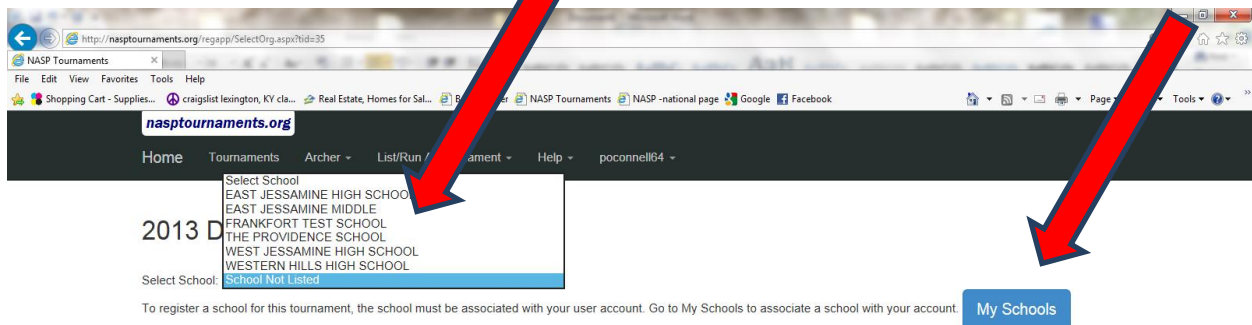 http://nasptournaments.org/regapp/SelectOrg.aspx?tid=35
NASP Tournaments
File Edit View Favorites Tools Help
Shopping Cart - Supplies... craigslist lexington, KY cla... Real Estate, Homes for Sal... NASP Tournaments NASP -national page Google Facebook Page Tools
nasptournaments.org
Home Tournaments Archer List/Run Help poconnell64
Select School
EAST JESSAMINE HIGH SCHOOL
EAST JESSAMINE MIDDLE
FRANKFORT TEST SCHOOL
THE PROVIDENCE SCHOOL
WEST JESSAMINE HIGH SCHOOL
WESTERN HILLS HIGH SCHOOL
School Not Listed
2013 D
Select School:
To register a school for this tournament, the school must be associated with your user account. Go to My Schools to associate a school with your account. My Schools